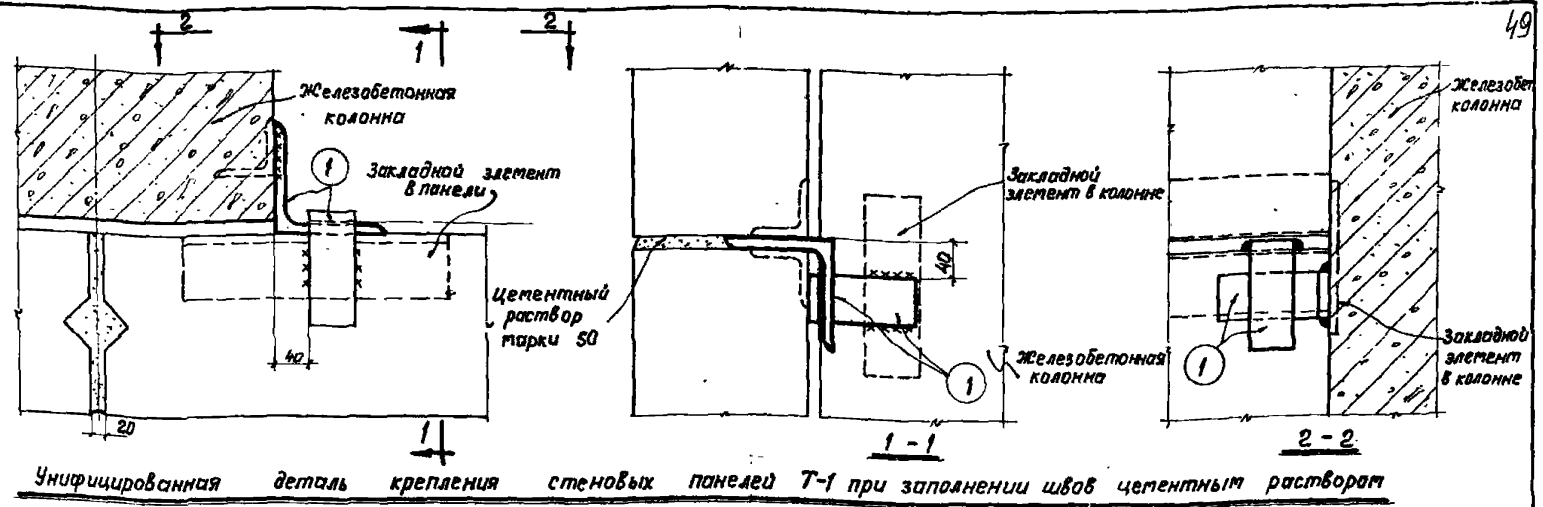 49
2
1
2
Железобетонная
колонна
1
Закладной элемент
в панели
40
20
1
Цементный
раствор
марки 50
Закладной
элемент в колонне
40
1
Железобетонная
колонна
1 - 1
Железобет
колонна
1
Закладной
элемент
в колонне
2 - 2
Унифицированная деталь крепления стеновых панелей Т-1 при заполнении швов цементным раствором